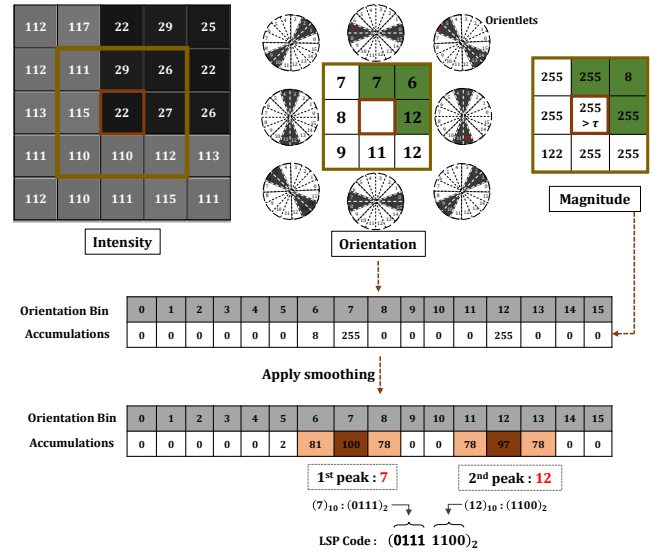 112 117 22 29 25
112 111 29 26 22
113 115 22 27 26
111 110 110 112 113
112 110 111 115 111
Intensity
Orientlets
7 7 6
8 12
9 11 12
Orientation
255 255 8
255 255 > τ 255
122 255 255
Magnitude
Orientation Bin 0 1 2 3 4 5 6 7 8 9 10 11 12 13 14 15
Accumulations 0 0 0 0 0 0 8 255 0 0 0 0 255 0 0 0
Apply smoothing
Orientation Bin 0 1 2 3 4 5 6 7 8 9 10 11 12 13 14 15
Accumulations 0 0 0 0 0 2 81 100 78 0 0 78 97 78 0 0
1st peak : 7 2nd peak : 12
(7)10 : (0111)2 (12)10 : (1100)2
LSP Code : (0111 1100)2